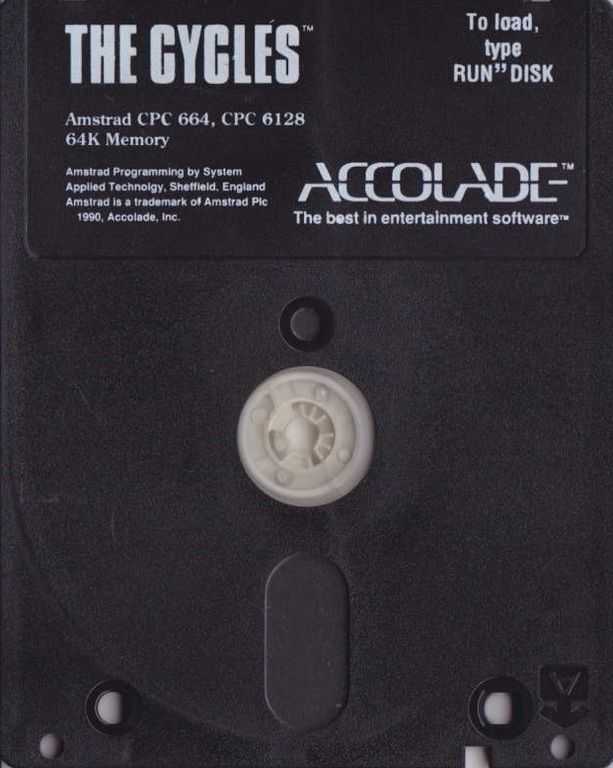 THE CYCLES™
To load,
type
RUN”DISK
Amstrad CPC 664, CPC 6128
64K Memory
Amstrad Programming by System
Applied Technolgy, Sheffield, England
Amstrad is a trademark of Amstrad Plc
1990, Accolade, Inc.
ACCOLADE™
The best in entertainment software™